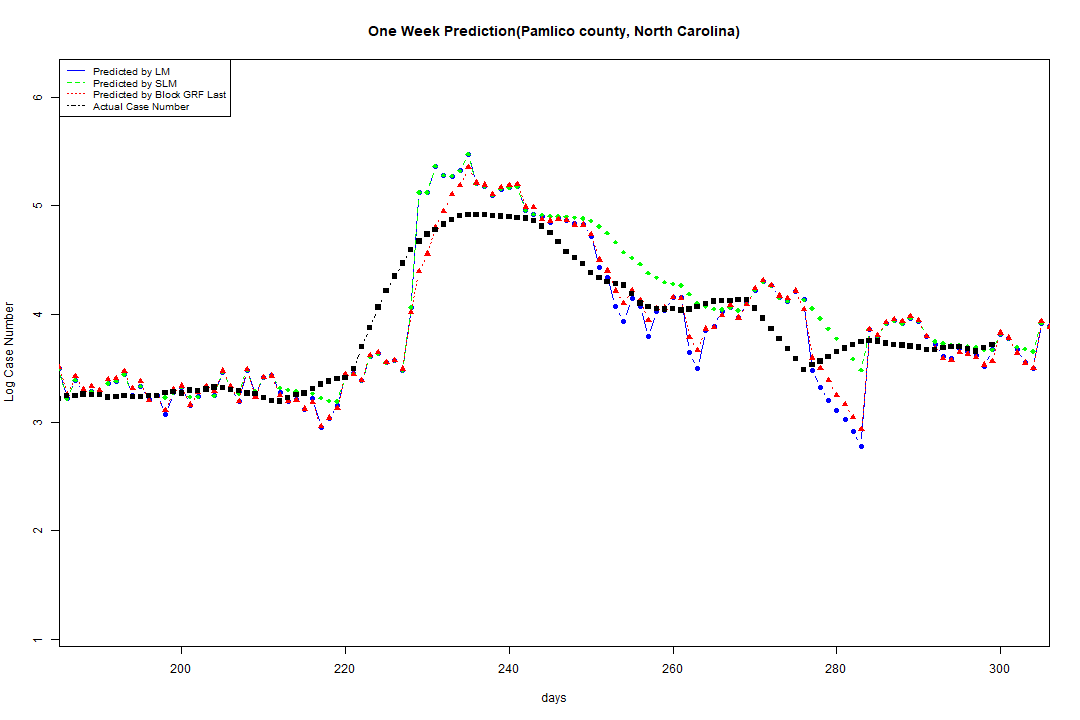 One Week Prediction(Pamlico county, North Carolina)
Predicted by LM
Predicted by SLM
Predicted by Block GRF Last
Actual Case Number
6
5
4
3
2
1
Log Case Number
200 220 240 260 280 300
days